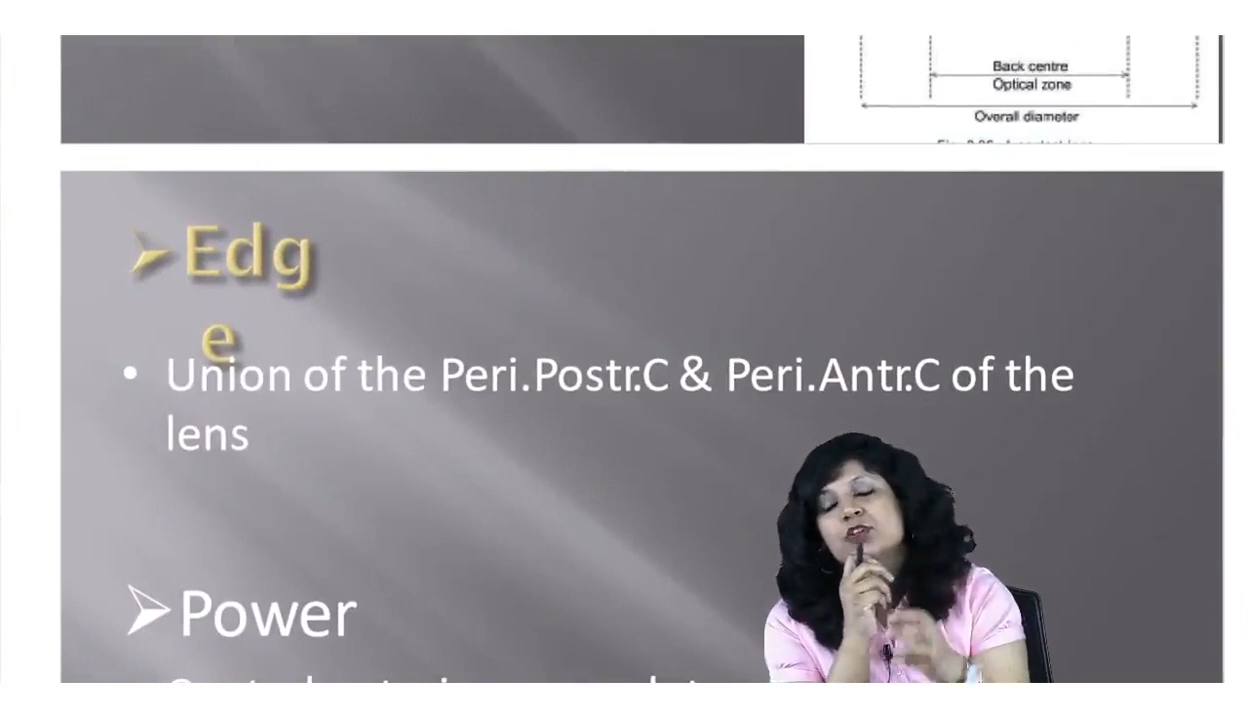 Back centre
Optical zone
Overall diameter
➢Edg
e
• Union of the Peri.Postr.C & Peri.Antr.C of the
lens
➢Power